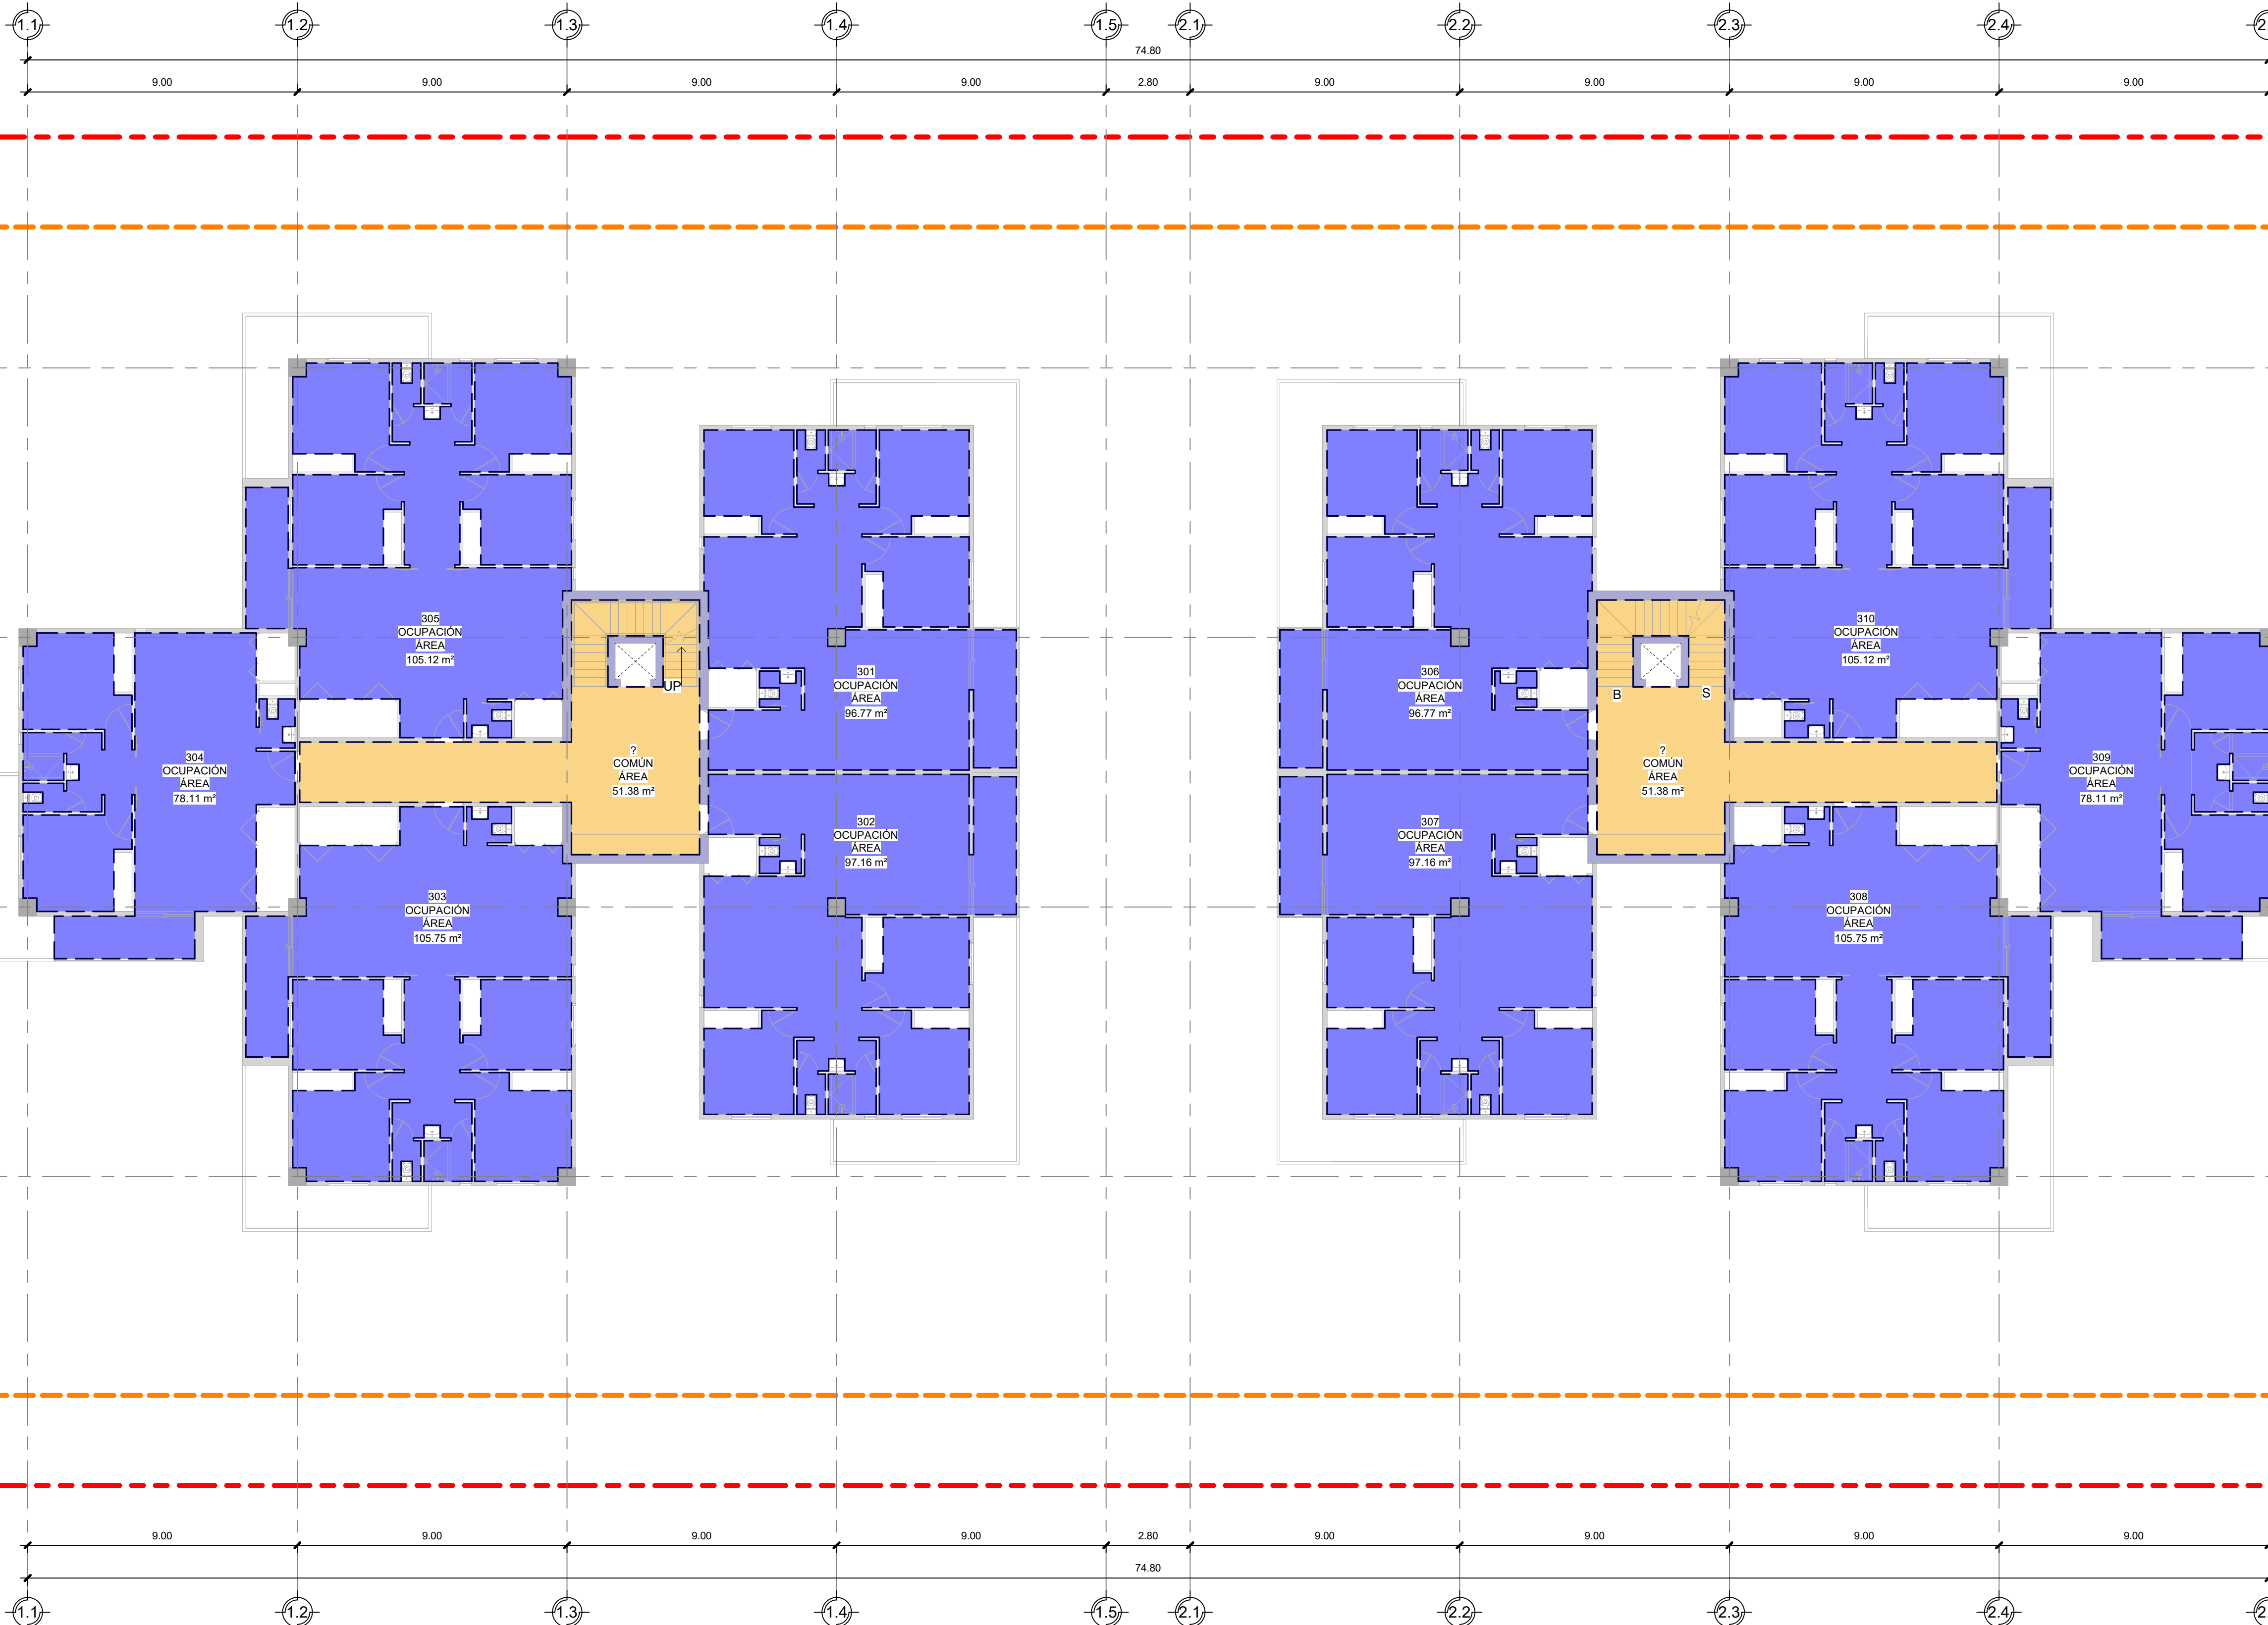 1.1 1.2 1.3 1.4 1.5 2.1 2.2 2.3 2.4
74.80
9.00 9.00 9.00 9.00 2.80 9.00 9.00 9.00 9.00
305
OCUPACIÓN
ÁREA
105.12 m²
310
OCUPACIÓN
ÁREA
105.12 m²
301
OCUPACIÓN
ÁREA
96.77 m²
306
OCUPACIÓN
ÁREA
96.77 m²
UP
B
S
304
OCUPACIÓN
ÁREA
78.11 m²
?
COMÚN
ÁREA
51.38 m²
?
COMÚN
ÁREA
51.38 m²
309
OCUPACIÓN
ÁREA
78.11 m²
302
OCUPACIÓN
ÁREA
97.16 m²
307
OCUPACIÓN
ÁREA
97.16 m²
303
OCUPACIÓN
ÁREA
105.75 m²
308
OCUPACIÓN
ÁREA
105.75 m²
9.00 9.00 9.00 9.00 2.80 9.00 9.00 9.00 9.00
74.80
1.1 1.2 1.3 1.4 1.5 2.1 2.2 2.3 2.4